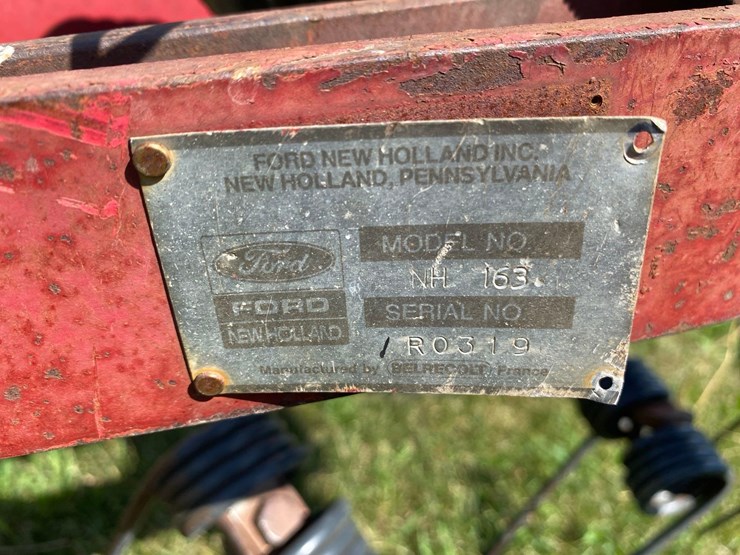 FORD NEW HOLLAND INC.
NEW HOLLAND, PENNSYLVANIA
Ford
FORD
NEW HOLLAND
MODEL NO
NH 163
SERIAL NO
R0319
Manufactured by BELRECOLT France